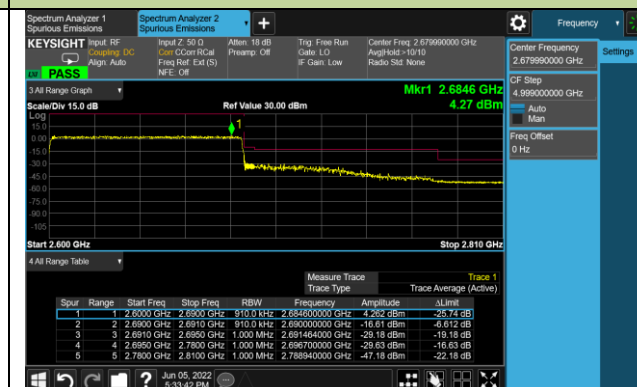 Spectrum Analyzer 1
Spurious Emissions
Spectrum Analyzer 2
Spurious Emissions
Frequency
KEYSIGHT
Input: RF
Coupling: DC
Align: Auto
Input Z: 50 Ω
Corr CCorr RCal
Freq Ref: Ext (S)
NFE: Off
Atten: 18 dB
Preamp: Off
Trig: Free Run
Gate: LO
IF Gain: Low
Center Freq: 2.679990000 GHz
Avg|Hold:>10/10
Radio Std: None
LXI
PASS
3 All Range Graph
Mkr1 2.6846 GHz
Scale/Div 15.0 dB
Ref Value 30.00 dBm
4.27 dBm
Log
15.0
0.00
-15.0
-30.0
-45.0
-60.0
-75.0
-90.0
-105
1
Start 2.600 GHz
Stop 2.810 GHz
4 All Range Table
Measure Trace Trace 1
Trace Type Trace Average (Active)
Spur Range Start Freq Stop Freq RBW Frequency Amplitude ΔLimit
1 1 2.6000 GHz 2.6900 GHz 910.0 kHz 2.684600000 GHz 4.262 dBm -25.74 dB
2 2 2.6900 GHz 2.6910 GHz 910.0 kHz 2.690000000 GHz -16.61 dBm -6.612 dB
3 3 2.6910 GHz 2.6950 GHz 1.000 MHz 2.691464000 GHz -29.18 dBm -19.18 dB
4 4 2.6950 GHz 2.7800 GHz 1.000 MHz 2.696700000 GHz -29.63 dBm -16.63 dB
5 5 2.7800 GHz 2.8100 GHz 1.000 MHz 2.788940000 GHz -47.18 dBm -22.18 dB
Jun 05, 2022
5:33:42 PM
Center Frequency
2.679990000 GHz
Settings
CF Step
4.999000000 GHz
Auto
Man
Freq Offset
0 Hz